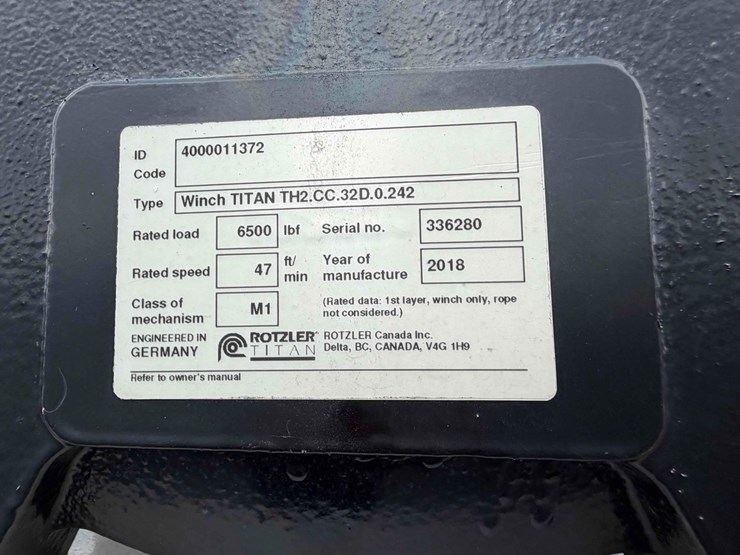 ID Code 4000011372
Type Winch TITAN TH2.CC.32D.0.242
Rated load 6500 lbf Serial no. 336280
Rated speed 47 ft/min Year of manufacture 2018
Class of mechanism M1 (Rated data: 1st layer, winch only, rope
not considered.)
ENGINEERED IN
GERMANY
ROTZLER®
TITAN
ROTZLER Canada Inc.
Delta, BC, CANADA, V4G 1H9
Refer to owner's manual